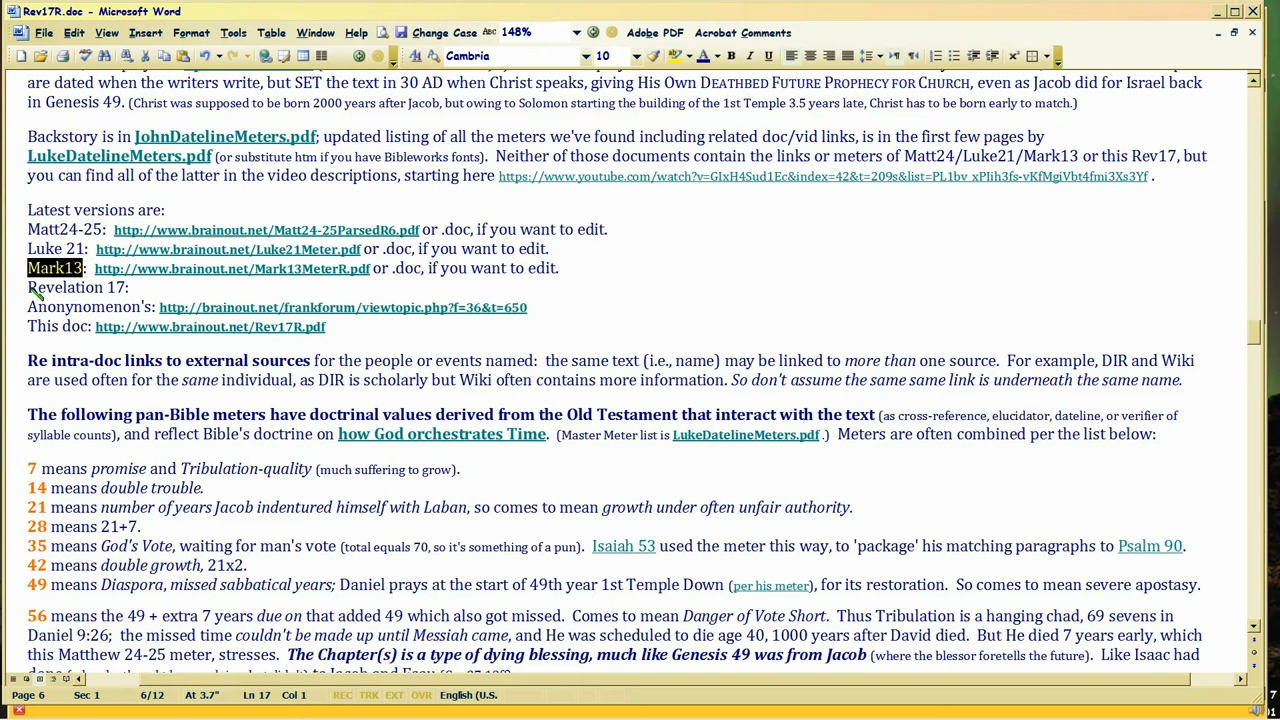 Rev17R.doc - Microsoft Word
File Edit View Insert Format Tools Table Window Help Change Case 148% Adobe PDF Acrobat Comments
Cambria 10
are dated when the writers write, but SET the text in 30 AD when Christ speaks, giving His Own DEATHBED FUTURE PROPHECY FOR CHURCH, even as Jacob did for Israel back
in Genesis 49. (Christ was supposed to be born 2000 years after Jacob, but owing to Solomon starting the building of the 1st Temple 3.5 years late, Christ has to be born early to match.)
Backstory is in JohnDatelineMeters.pdf; updated listing of all the meters we've found including related doc/vid links, is in the first few pages by
LukeDatelineMeters.pdf (or substitute htm if you have Bibleworks fonts). Neither of those documents contain the links or meters of Matt24/Luke21/Mark13 or this Rev17, but
you can find all of the latter in the video descriptions, starting here https://www.youtube.com/watch?v=GIxH4Sud1Ec&index=42&t=209s&list=PL1bv_xPIih3fs-vKfMgiVbt4fmi3Xs3Yf .
Latest versions are:
Matt24-25: http://www.brainout.net/Matt24-25ParsedR6.pdf or .doc, if you want to edit.
Luke 21: http://www.brainout.net/Luke21Meter.pdf or .doc, if you want to edit.
Mark13: http://www.brainout.net/Mark13MeterR.pdf or .doc, if you want to edit.
Revelation 17:
Anonynomenon's: http://brainout.net/frankforum/viewtopic.php?f=36&t=650
This doc: http://www.brainout.net/Rev17R.pdf
Re intra-doc links to external sources for the people or events named: the same text (i.e., name) may be linked to more than one source. For example, DIR and Wiki
are used often for the same individual, as DIR is scholarly but Wiki often contains more information. So don't assume the same same link is underneath the same name.
The following pan-Bible meters have doctrinal values derived from the Old Testament that interact with the text (as cross-reference, elucidator, dateline, or verifier of
syllable counts), and reflect Bible's doctrine on how God orchestrates Time. (Master Meter list is LukeDatelineMeters.pdf .) Meters are often combined per the list below:
7 means promise and Tribulation-quality (much suffering to grow).
14 means double trouble.
21 means number of years Jacob indentured himself with Laban, so comes to mean growth under often unfair authority.
28 means 21+7.
35 means God's Vote, waiting for man's vote (total equals 70, so it's something of a pun). Isaiah 53 used the meter this way, to 'package' his matching paragraphs to Psalm 90.
42 means double growth, 21x2.
49 means Diaspora, missed sabbatical years; Daniel prays at the start of 49th year 1st Temple Down (per his meter), for its restoration. So comes to mean severe apostasy.
56 means the 49 + extra 7 years due on that added 49 which also got missed. Comes to mean Danger of Vote Short. Thus Tribulation is a hanging chad, 69 sevens in
Daniel 9:26; the missed time couldn't be made up until Messiah came, and He was scheduled to die age 40, 1000 years after David died. But He died 7 years early, which
this Matthew 24-25 meter, stresses. The Chapter(s) is a type of dying blessing, much like Genesis 49 was from Jacob (where the blessor foretells the future). Like Isaac had
Page 6 Sec 1 6/12 At 3.7" Ln 17 Col 1 REC TRK EXT OVR English (U.S.